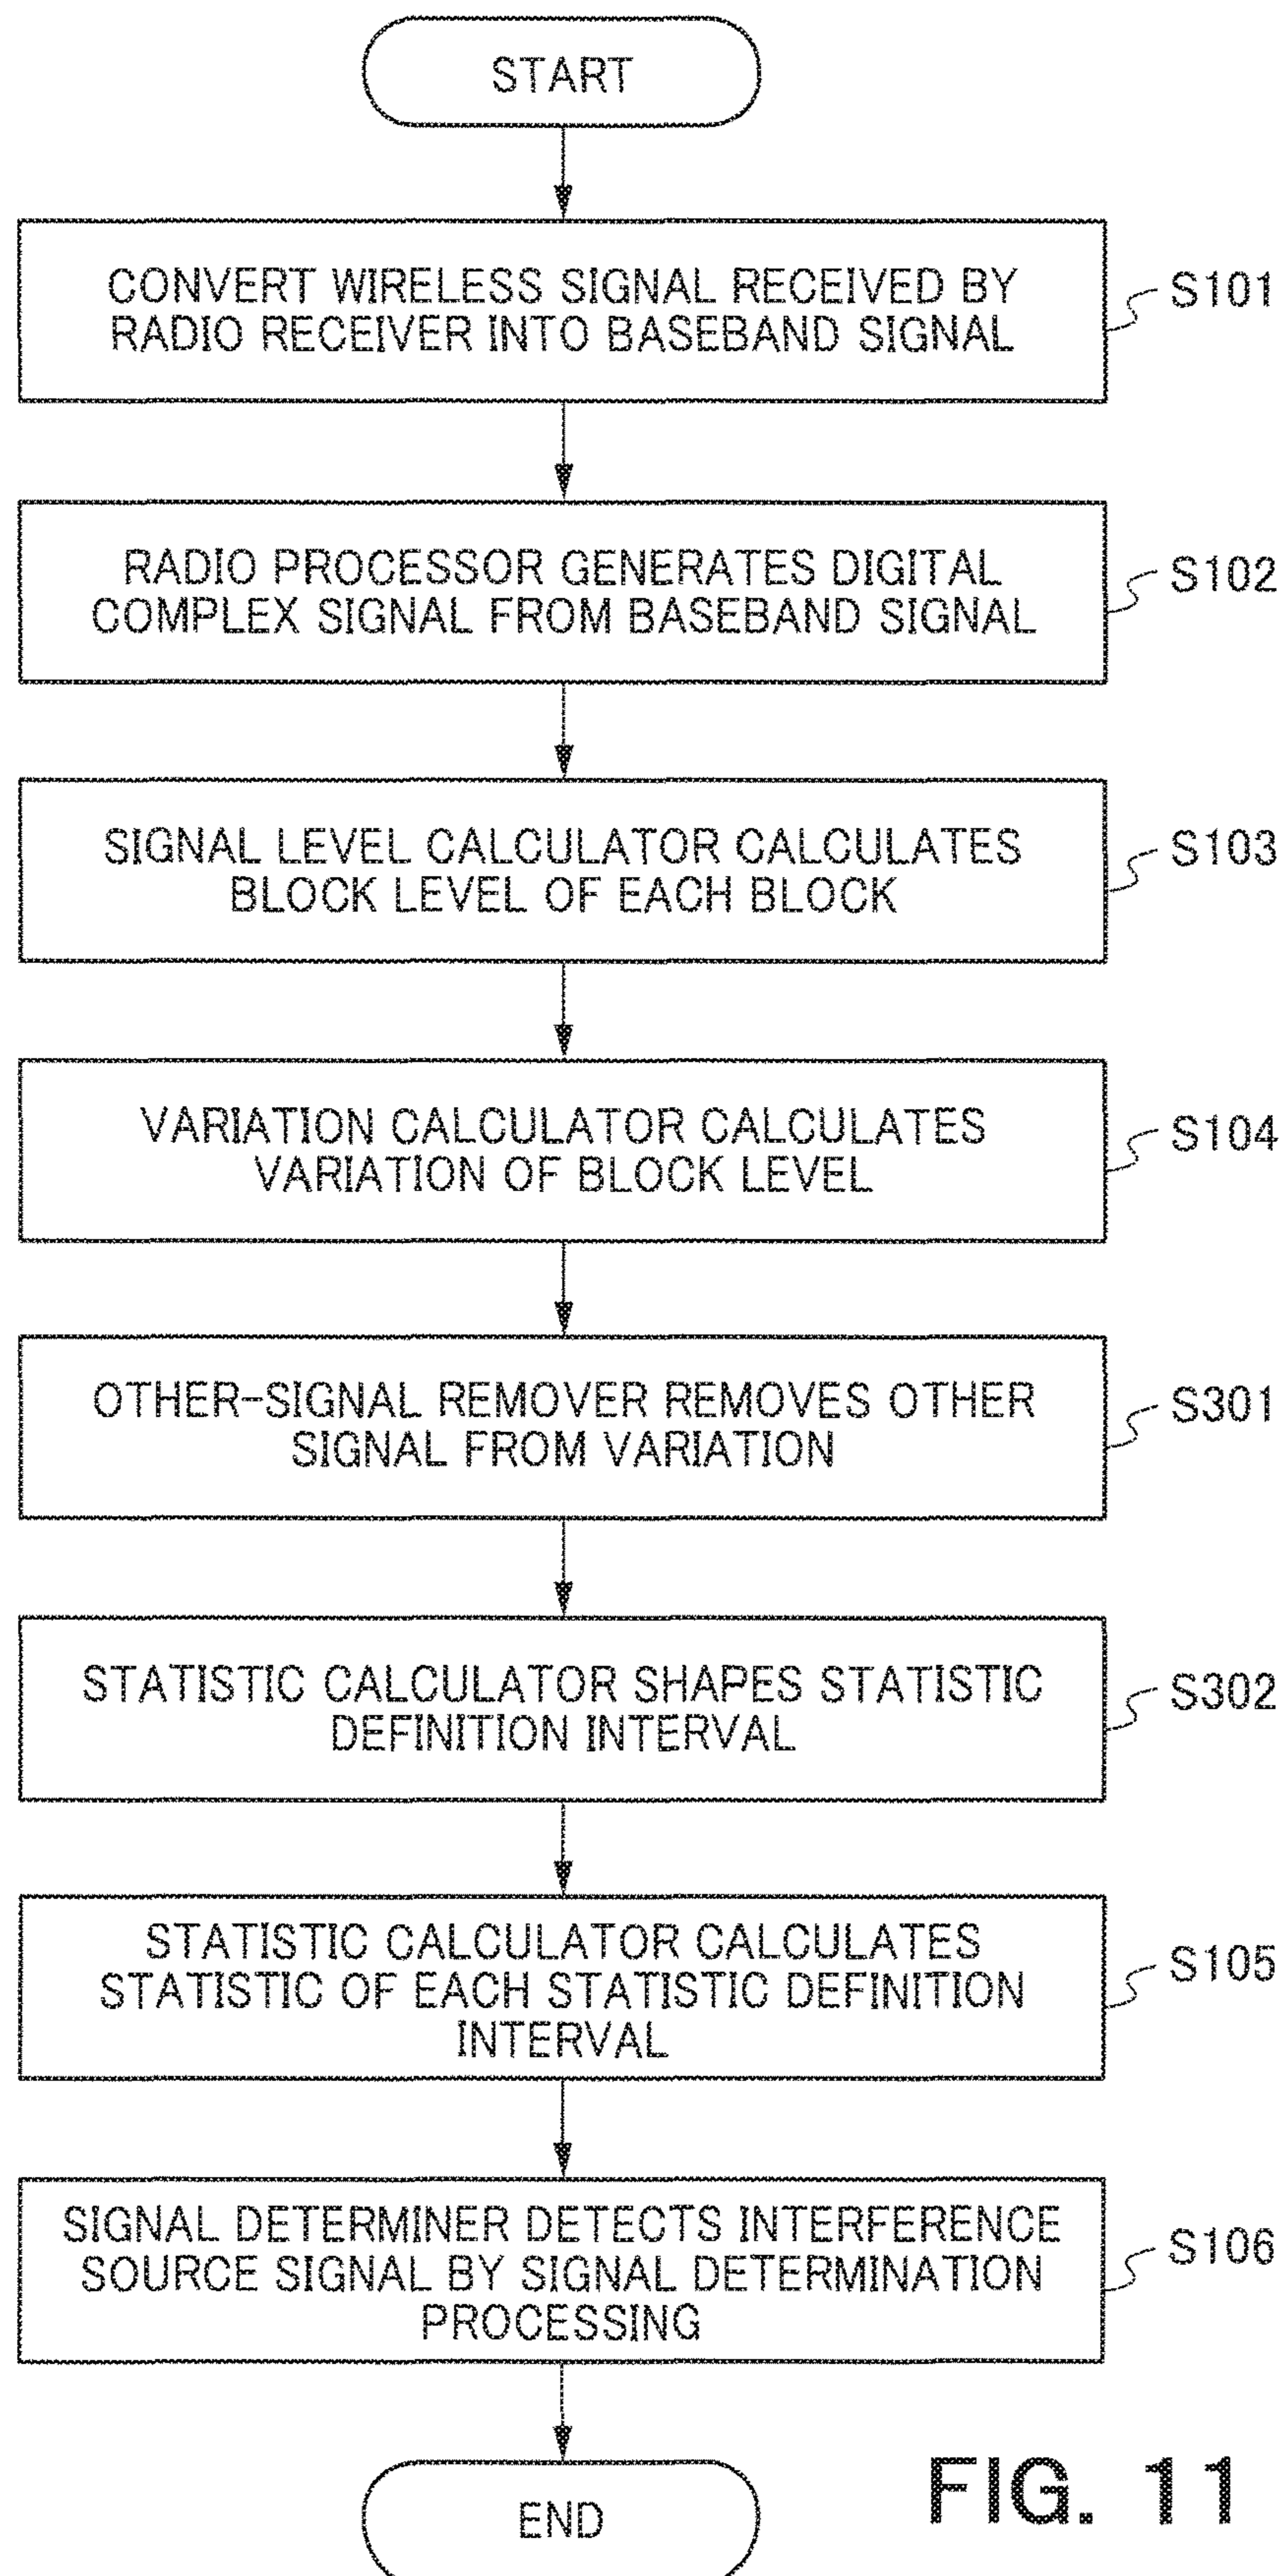 START
CONVERT WIRELESS SIGNAL RECEIVED BY
RADIO RECEIVER INTO BASEBAND SIGNAL
S101
RADIO PROCESSOR GENERATES DIGITAL
COMPLEX SIGNAL FROM BASEBAND SIGNAL
S102
SIGNAL LEVEL CALCULATOR CALCULATES
BLOCK LEVEL OF EACH BLOCK
S103
VARIATION CALCULATOR CALCULATES
VARIATION OF BLOCK LEVEL
S104
OTHER-SIGNAL REMOVER REMOVES OTHER
SIGNAL FROM VARIATION
S301
STATISTIC CALCULATOR SHAPES STATISTIC
DEFINITION INTERVAL
S302
STATISTIC CALCULATOR CALCULATES
STATISTIC OF EACH STATISTIC DEFINITION
INTERVAL
S105
SIGNAL DETERMINER DETECTS INTERFERENCE
SOURCE SIGNAL BY SIGNAL DETERMINATION
PROCESSING
S106
END
FIG. 11